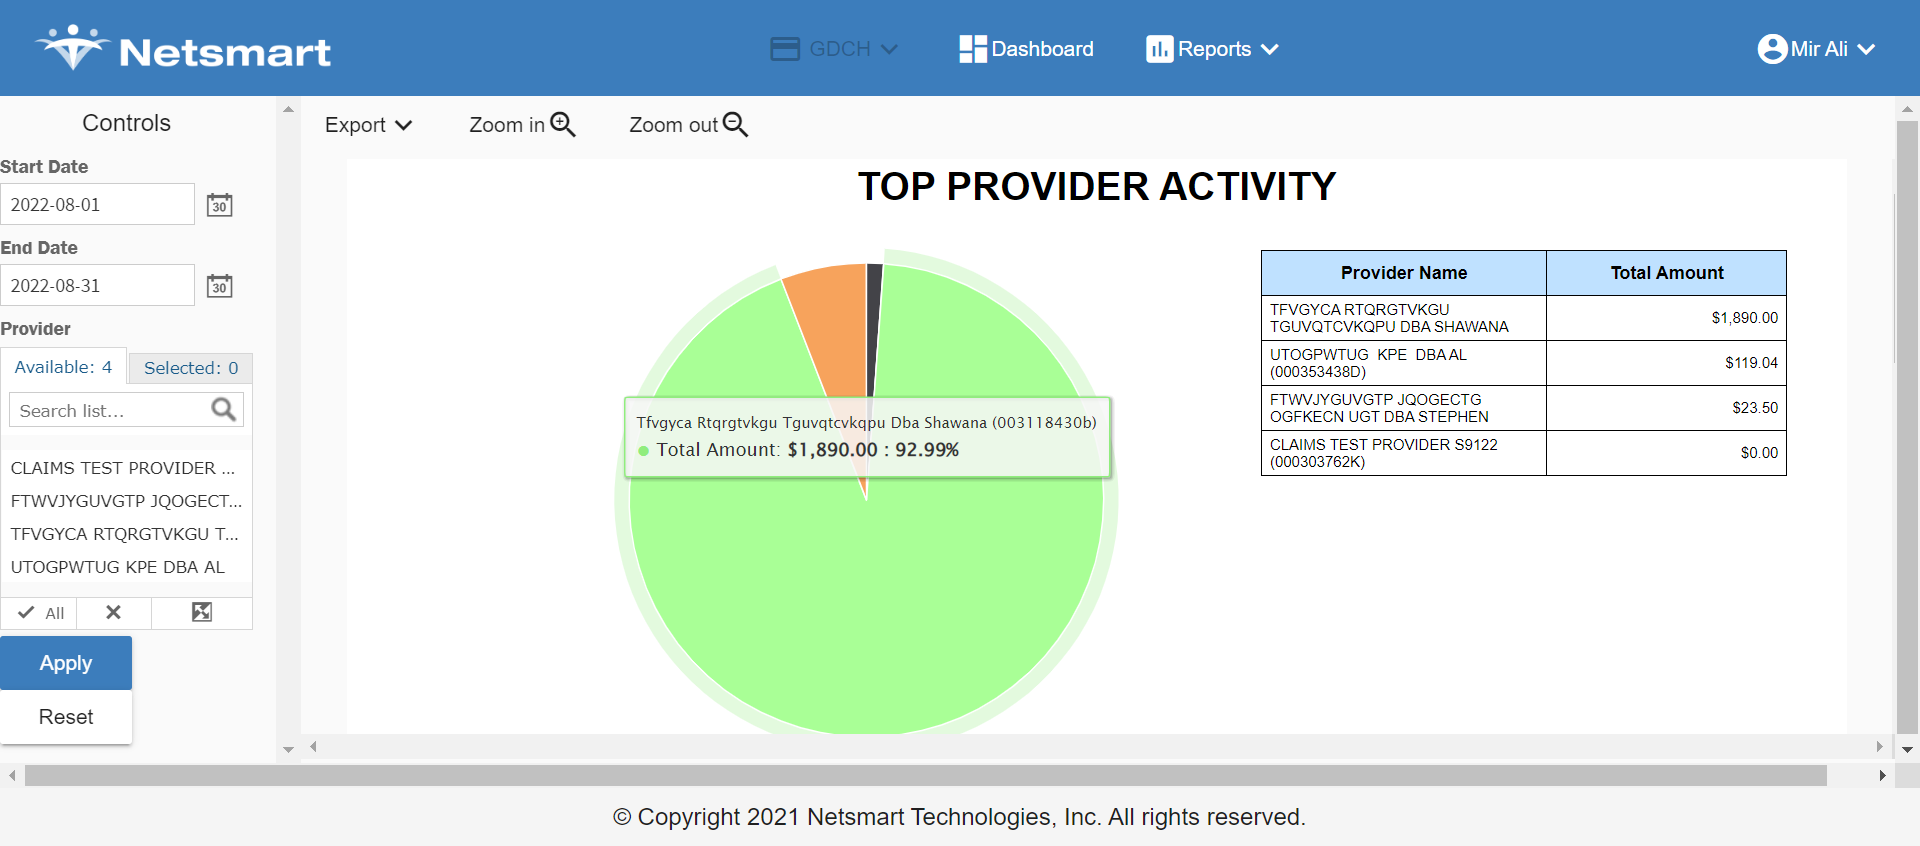 Netsmart
GDCH
Dashboard
Reports
Mir Ali
Controls
Start Date
2022-08-01
30
End Date
2022-08-31
30
Provider
Available: 4
Selected: 0
Search list...
CLAIMS TEST PROVIDER ...
FTWVJYGUVGTP JQOGECT...
TFVGYCA RTQRGTVKGU T...
UTOGPWTUG KPE DBA AL
All
Apply
Reset
Export
Zoom in
Zoom out
TOP PROVIDER ACTIVITY
Tfvgyca Rtqrgtvkgu Tguvqtcvkqpu Dba Shawana (003118430b)
Total Amount: $1,890.00 : 92.99%
Provider Name Total Amount
TFVGYCA RTQRGTVKGU
TGUVQTCVKQPU DBA SHAWANA
$1,890.00
UTOGPWTUG KPE DBA AL
(000353438D)
$119.04
FTWVJYGUVGTP JQOGECTG
OGFKECN UGT DBA STEPHEN
$23.50
CLAIMS TEST PROVIDER S9122
(000303762K)
$0.00
© Copyright 2021 Netsmart Technologies, Inc. All rights reserved.